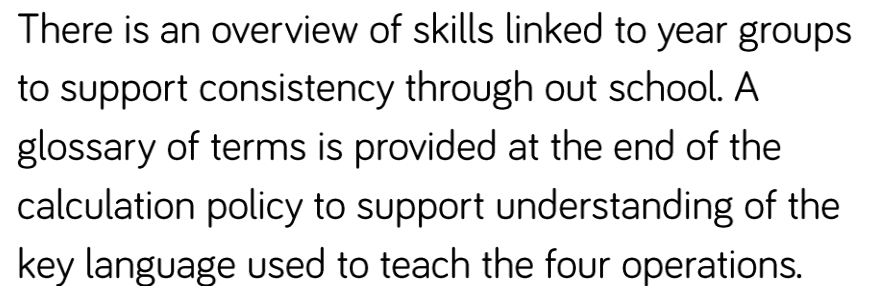 There is an overview of skills linked to year groups
to support consistency through out school. A
glossary of terms is provided at the end of the
calculation policy to support understanding of the
key language used to teach the four operations.